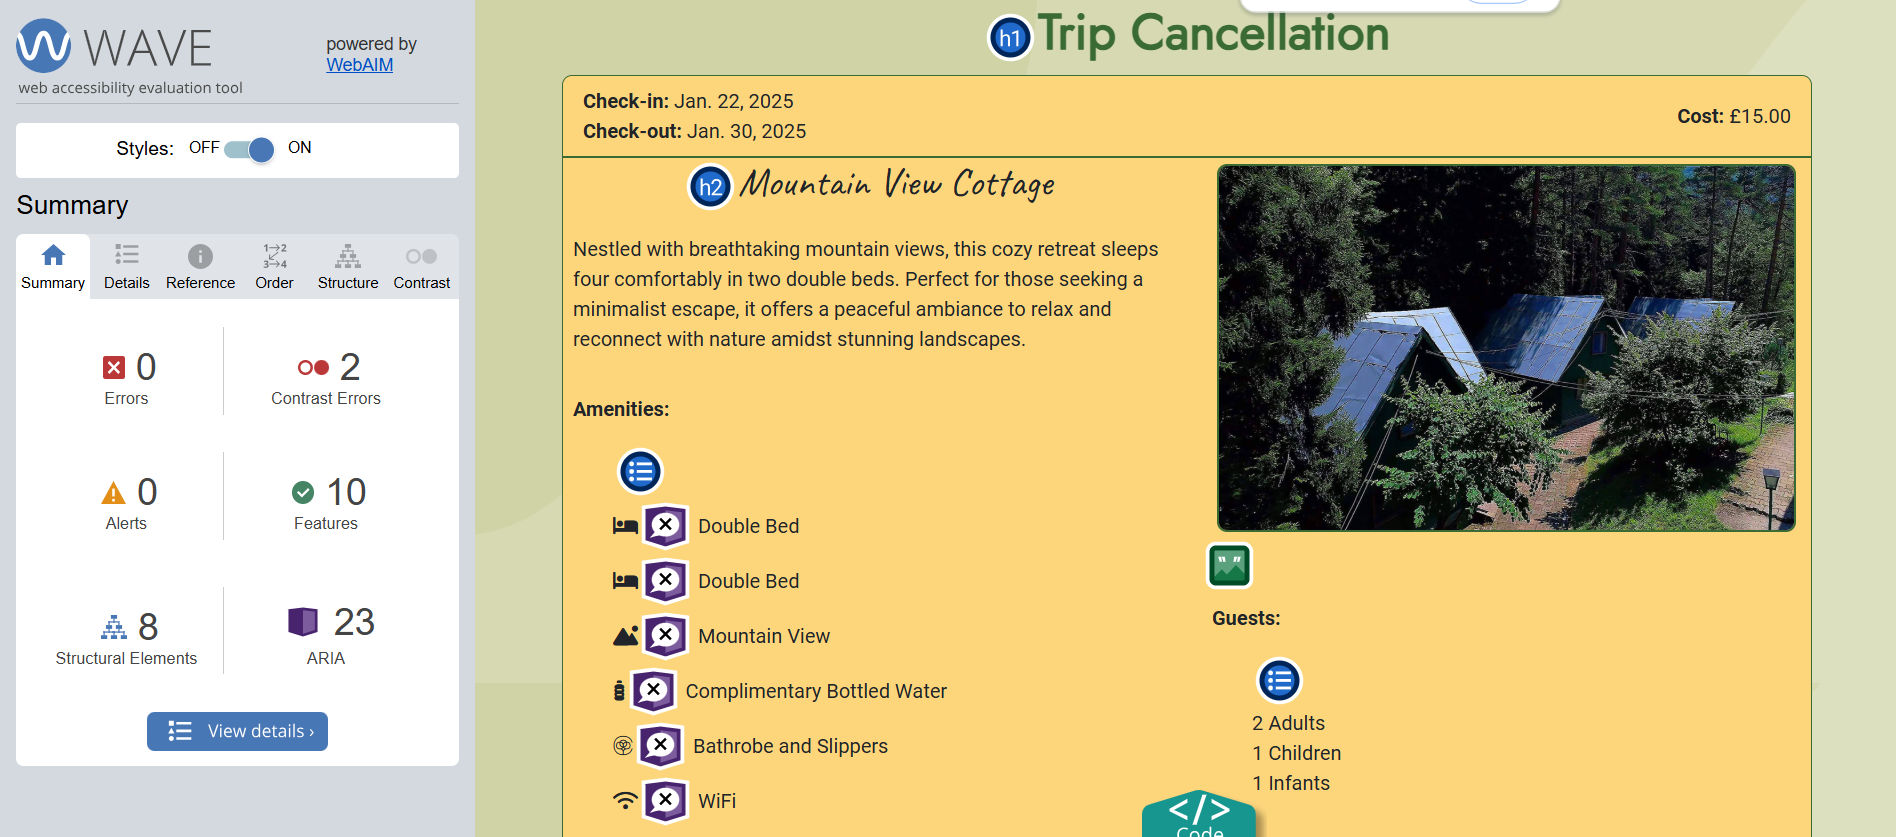 WAVE
powered by
WebAIM
web accessibility evaluation tool
Styles: OFF ON
Summary
Summary
Details
Reference
1→2
3→4
Order
Structure
Contrast
0
Errors
2
Contrast Errors
0
Alerts
10
Features
8
Structural Elements
23
ARIA
View details ›
h1 Trip Cancellation
Check-in: Jan. 22, 2025
Check-out: Jan. 30, 2025
Cost: £15.00
h2 Mountain View Cottage
Nestled with breathtaking mountain views, this cozy retreat sleeps
four comfortably in two double beds. Perfect for those seeking a
minimalist escape, it offers a peaceful ambiance to relax and
reconnect with nature amidst stunning landscapes.
Amenities:
Double Bed
Double Bed
Mountain View
Complimentary Bottled Water
Bathrobe and Slippers
WiFi
Guests:
2 Adults
1 Children
1 Infants
</>
Code